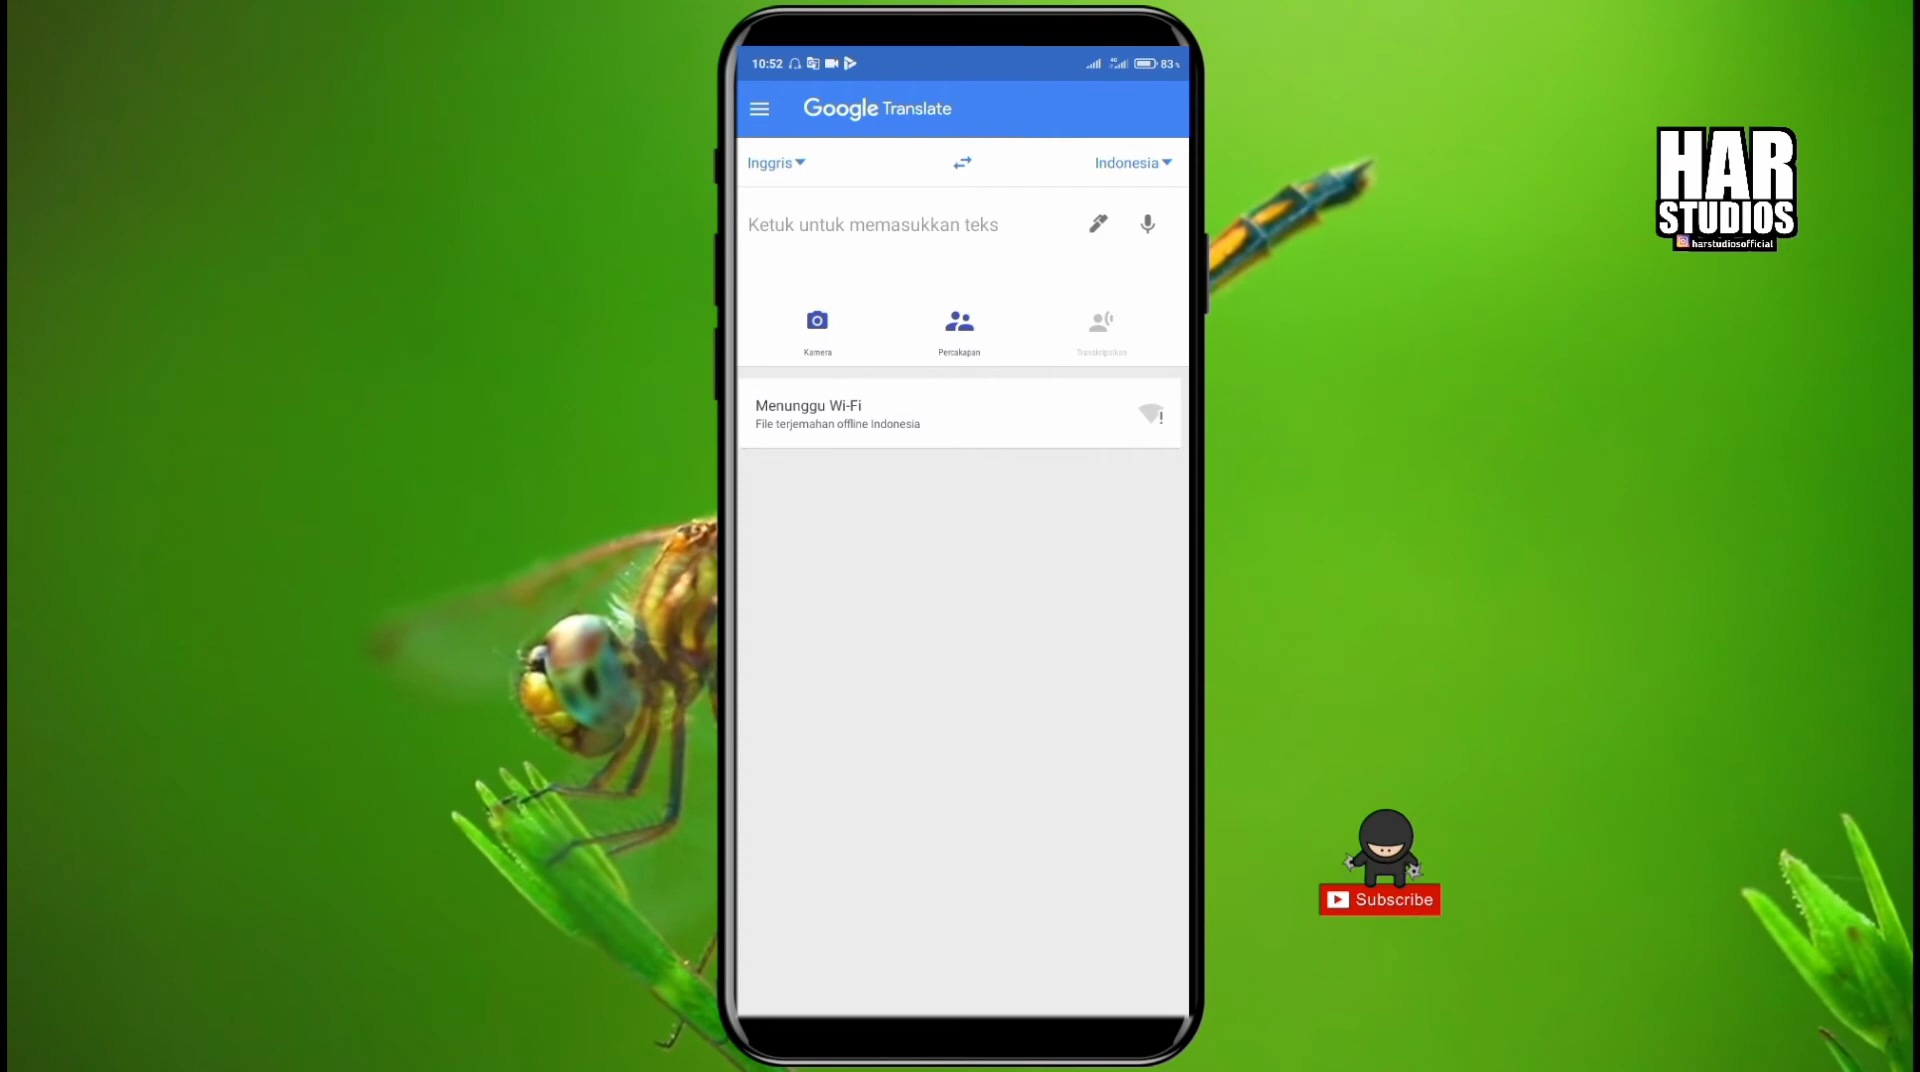 10:52
83%
Google Translate
Inggris
Indonesia
Ketuk untuk memasukkan teks
Kamera
Percakapan
Transkripsikan
Menunggu Wi-Fi
File terjemahan offline Indonesia
HAR
STUDIOS
harstudiosofficial
Subscribe